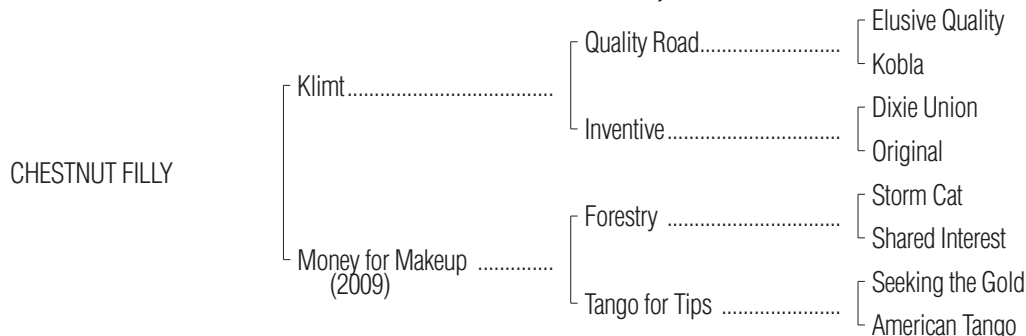 Elusive Quality
Quality Road
Kobla
Klimt
Dixie Union
Inventive
Original
CHESTNUT FILLY
Storm Cat
Forestry
Shared Interest
Money for Makeup
(2009)
Seeking the Gold
Tango for Tips
American Tango